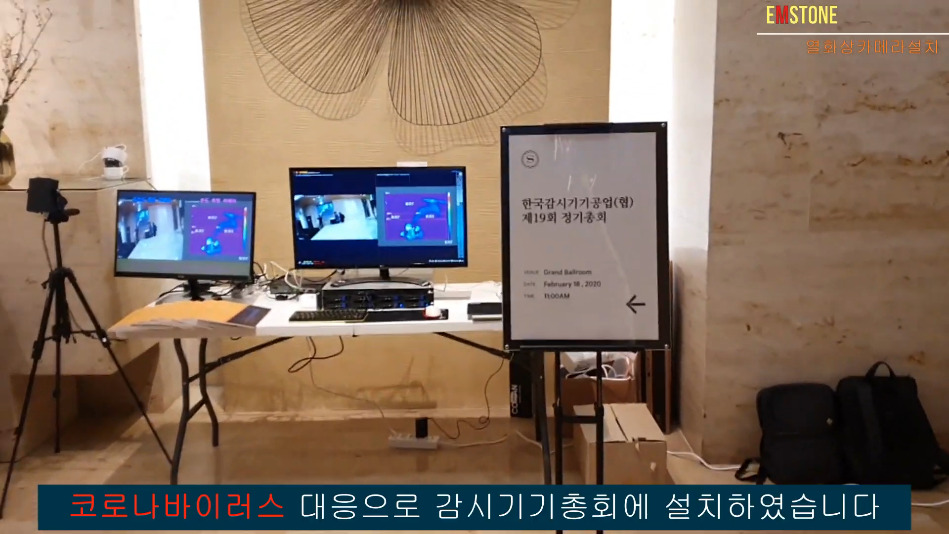 EMSTONE
열화상카메라설치
한국감시기기공업(협)
제19회 정기총회
VENUE Grand Ballroom
DATE February 18, 2020
TIME 11:00AM
코로나바이러스 대응으로 감시기기총회에 설치하였습니다